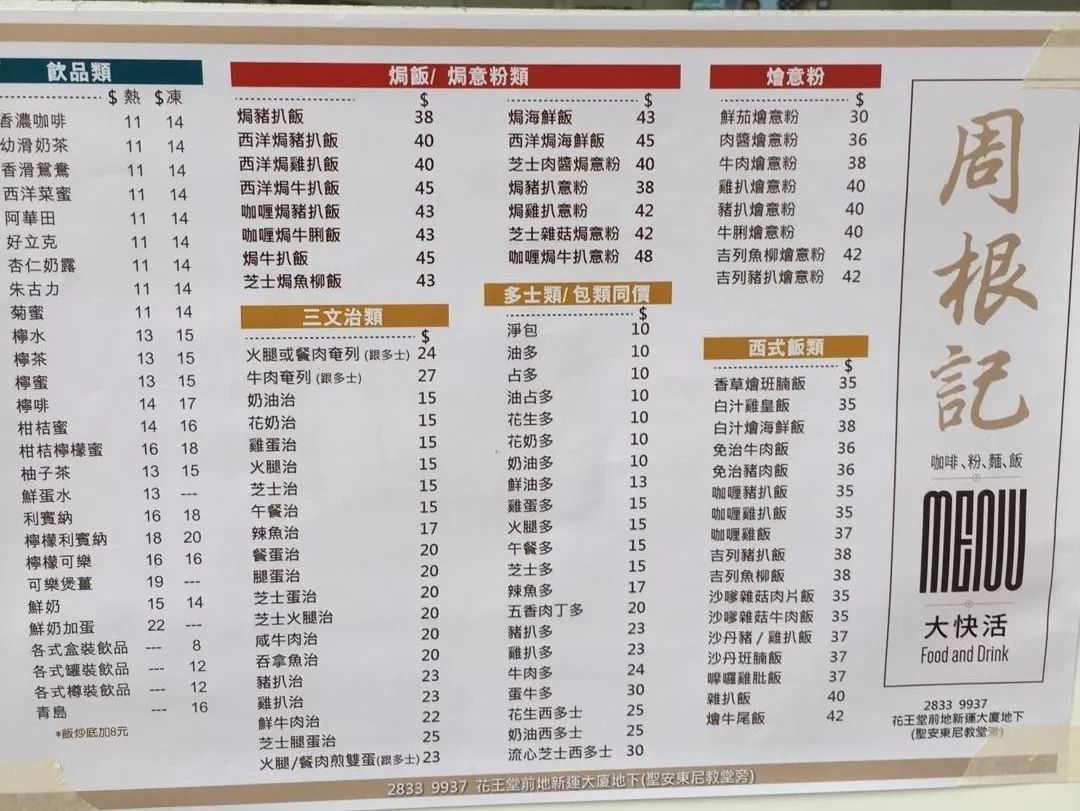 飲品類
$ 熱 $ 凍
香濃咖啡 11 14
幼滑奶茶 11 14
香滑鴛鴦 11 14
西洋菜蜜 11 14
阿華田 11 14
好立克 11 14
杏仁奶露 11 14
朱古力 11 14
菊蜜 11 14
檸水 13 15
檸茶 13 15
檸蜜 13 15
檸啡 14 17
柑桔蜜 14 16
柑桔檸檬蜜 16 18
柚子茶 13 15
鮮蛋水 13 ---
利賓納 16 18
檸檬利賓納 18 20
檸檬可樂 16 16
可樂煲薑 19 ---
鮮奶 15 14
鮮奶加蛋 22 ---
各式盒裝飲品 --- 8
各式罐裝飲品 --- 12
各式樽裝飲品 --- 12
青島 --- 16
*飯炒底加8元
焗飯/ 焗意粉類
$
焗豬扒飯 38
西洋焗豬扒飯 40
西洋焗雞扒飯 40
西洋焗牛扒飯 45
咖喱焗豬扒飯 43
咖喱焗牛脷飯 43
焗牛扒飯 45
芝士焗魚柳飯 43
$
焗海鮮飯 43
西洋焗海鮮飯 45
芝士肉醬焗意粉 40
焗豬扒意粉 38
焗雞扒意粉 42
芝士雜菇焗意粉 42
咖喱焗牛扒意粉 48
三文治類
$
火腿或餐肉奄列 (跟多士) 24
牛肉奄列 (跟多士) 27
奶油治 15
花奶治 15
雞蛋治 15
火腿治 15
芝士治 15
午餐治 15
辣魚治 17
餐蛋治 20
腿蛋治 20
芝士蛋治 20
芝士火腿治 20
咸牛肉治 20
吞拿魚治 20
豬扒治 23
雞扒治 23
鮮牛肉治 22
芝士腿蛋治 25
火腿/餐肉煎雙蛋(跟多士) 23
多士類/包類同價
$
淨包 10
油多 10
占多 10
油占多 10
花生多 10
花奶多 10
奶油多 10
鮮油多 13
雞蛋多 15
火腿多 15
午餐多 15
芝士多 15
辣魚多 17
五香肉丁多 20
豬扒多 23
雞扒多 23
牛肉多 24
蛋牛多 30
花生西多士 25
奶油西多士 25
流心芝士西多士 30
燴意粉
$
鮮茄燴意粉 30
肉醬燴意粉 36
牛肉燴意粉 38
雞扒燴意粉 40
豬扒燴意粉 40
牛脷燴意粉 40
吉列魚柳燴意粉 42
吉列豬扒燴意粉 42
西式飯類
$
香草燴班腩飯 35
白汁雞皇飯 35
白汁燴海鮮飯 38
免治牛肉飯 36
免治豬肉飯 36
咖喱豬扒飯 35
咖喱雞扒飯 35
咖喱雞飯 37
吉列豬扒飯 38
吉列魚柳飯 38
沙嗲雜菇肉片飯 35
沙嗲雜菇牛肉飯 35
沙丹豬 / 雞扒飯 37
沙丹班腩飯 37
嗱囉雞肶飯 37
雜扒飯 40
燴牛尾飯 42
周根記
咖啡、粉、麵、飯
MENU
大快活
Food and Drink
2833 9937
花王堂前地新運大廈地下
(聖安東尼教堂旁)
2833 9937 花王堂前地新運大廈地下(聖安東尼教堂旁)